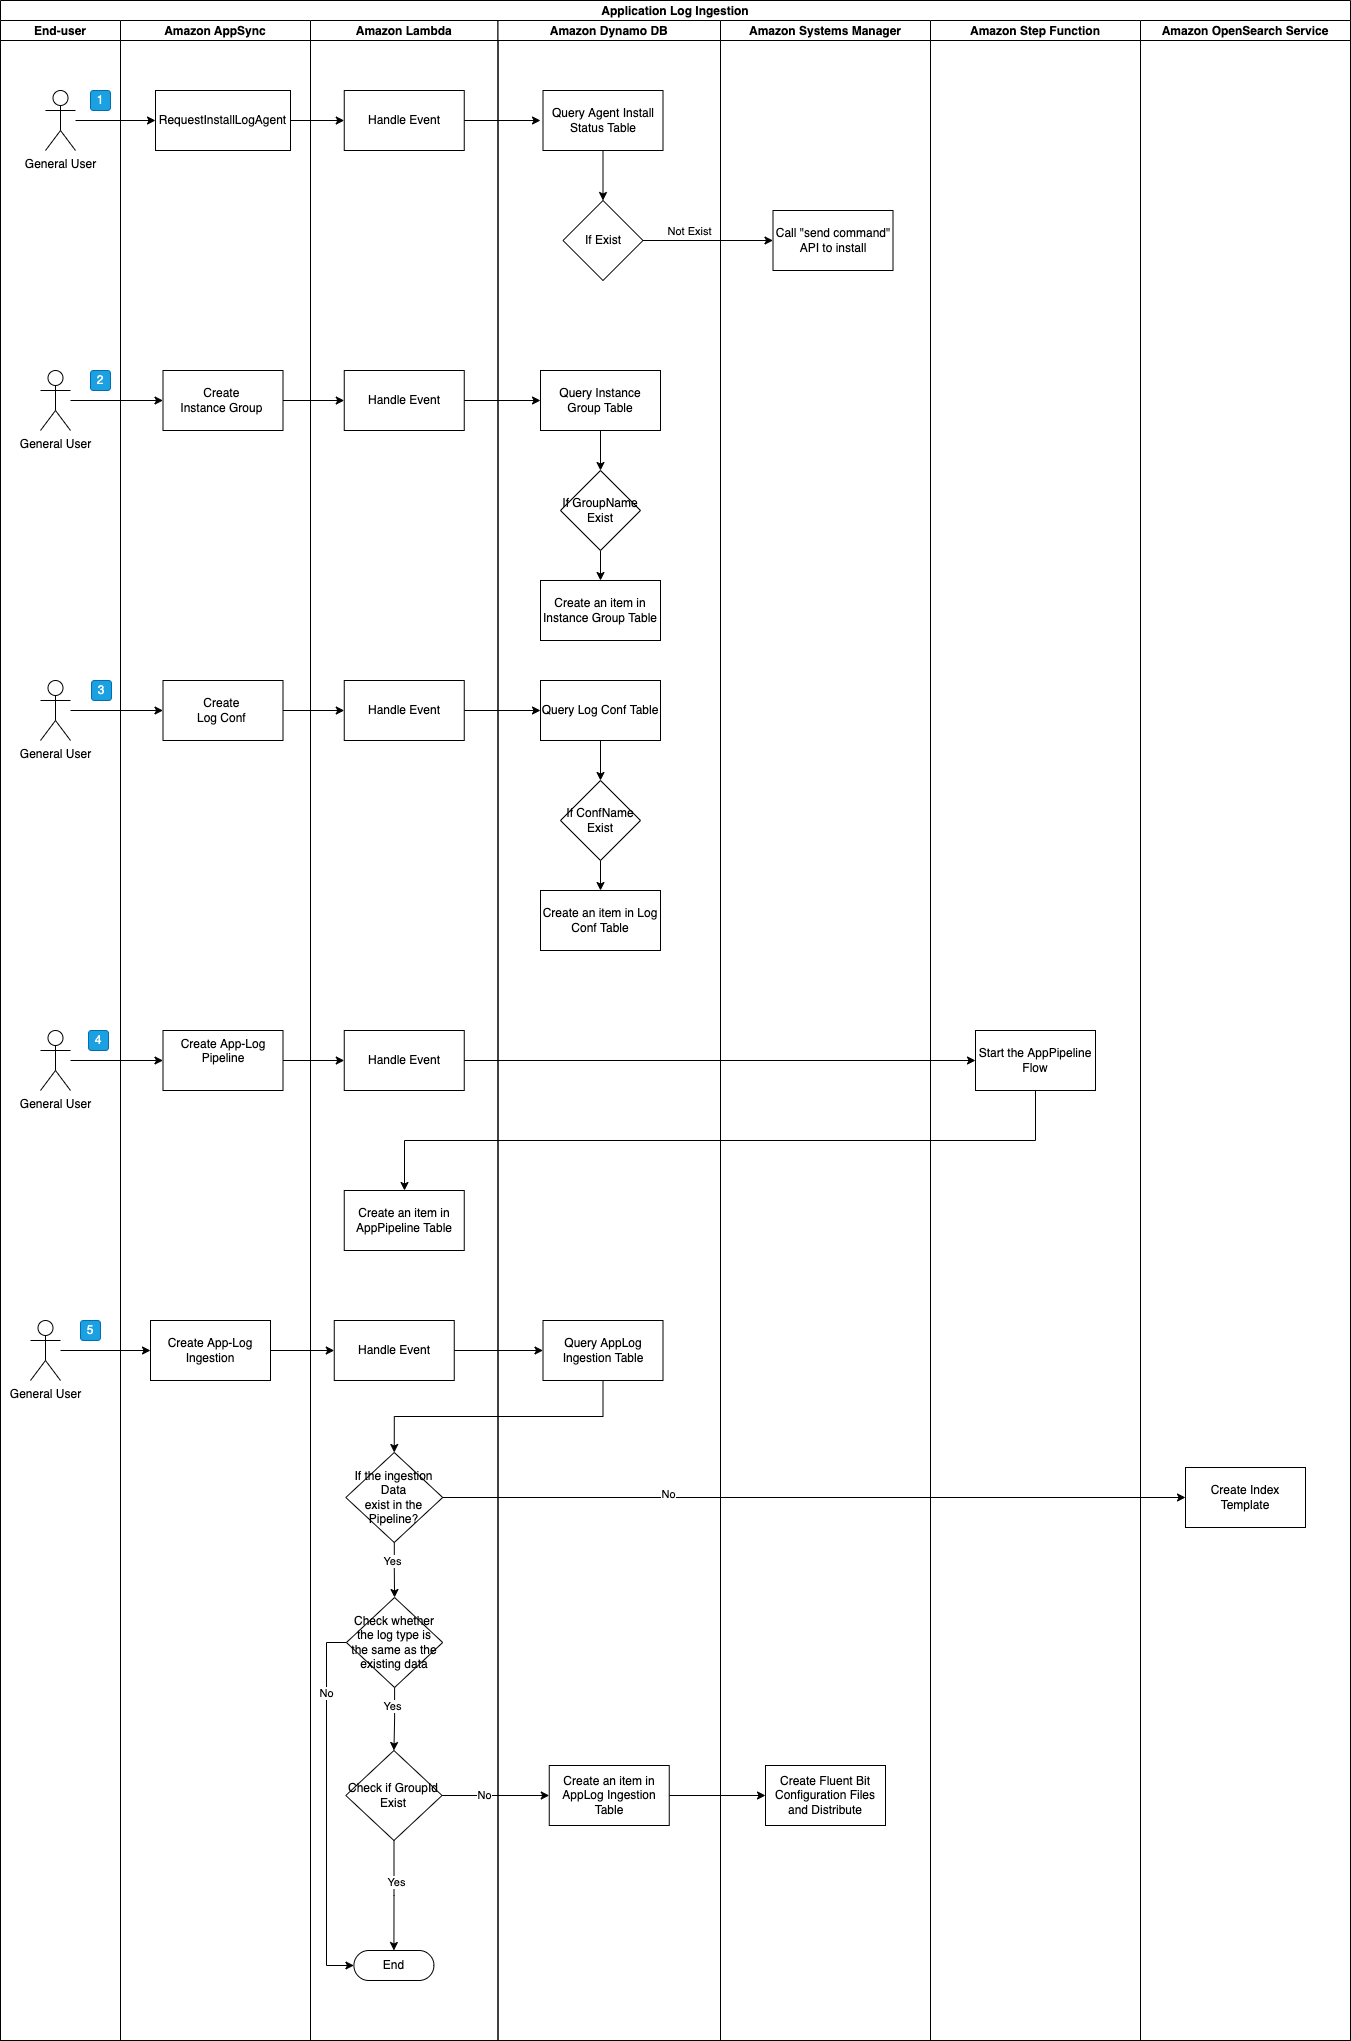 Application Log Ingestion
End-user
Amazon AppSync
Amazon Lambda
Amazon Dynamo DB
Amazon Systems Manager
Amazon Step Function
Amazon OpenSearch Service
1
General User
RequestInstallLogAgent
Handle Event
Query Agent Install
Status Table
If Exist
Not Exist
Call "send command"
API to install
2
General User
Create
Instance Group
Handle Event
Query Instance
Group Table
If GroupName
Exist
Create an item in
Instance Group Table
3
General User
Create
Log Conf
Handle Event
Query Log Conf Table
If ConfName
Exist
Create an item in Log
Conf Table
4
General User
Create App-Log
Pipeline
Handle Event
Start the AppPipeline
Flow
Create an item in
AppPipeline Table
5
General User
Create App-Log
Ingestion
Handle Event
Query AppLog
Ingestion Table
If the ingestion
Data
exist in the
Pipeline?
No
Create Index
Template
Yes
Check whether
the log type is
the same as the
existing data
No
Yes
Check if GroupId
Exist
No
Create an item in
AppLog Ingestion
Table
Create Fluent Bit
Configuration Files
and Distribute
Yes
End